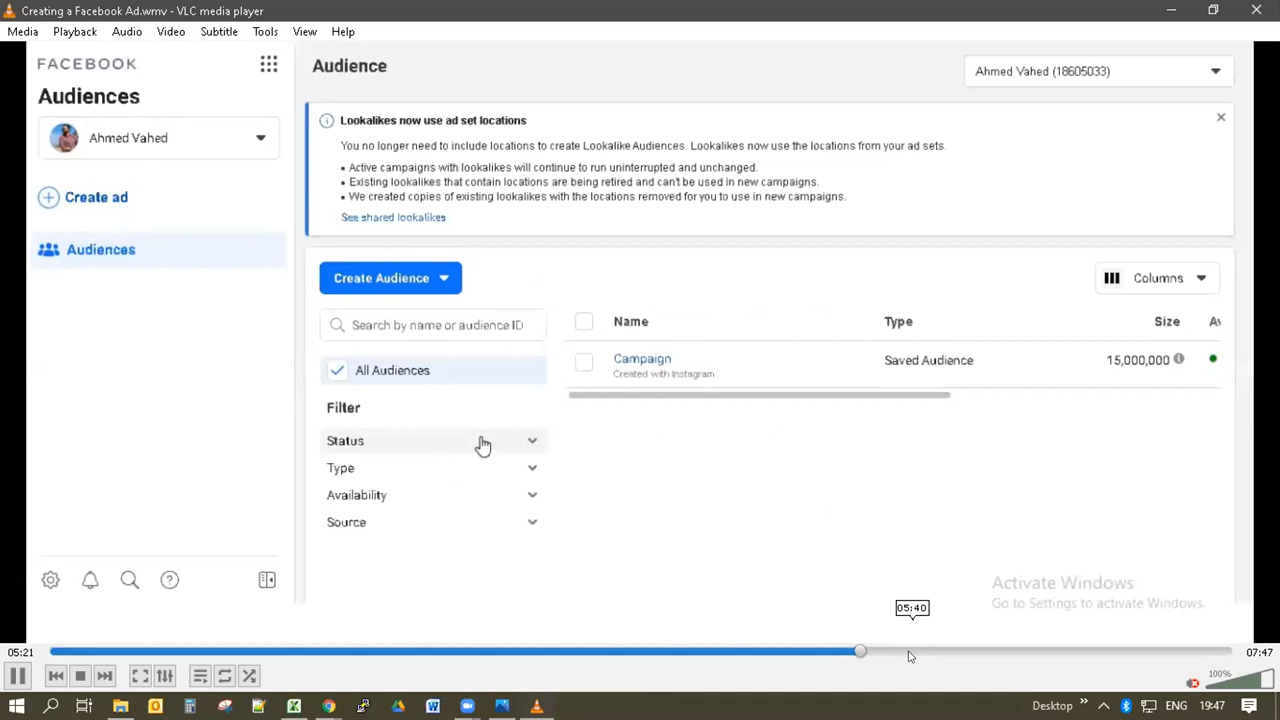 Creating a Facebook Ad.wmv - VLC media player
Media Playback Audio Video Subtitle Tools View Help
FACEBOOK
Audiences
Ahmed Vahed
Create ad
Audiences
Audience
Ahmed Vahed (18605033)
Lookalikes now use ad set locations
You no longer need to include locations to create Lookalike Audiences. Lookalikes now use the locations from your ad sets.
• Active campaigns with lookalikes will continue to run uninterrupted and unchanged.
• Existing lookalikes that contain locations are being retired and can't be used in new campaigns.
• We created copies of existing lookalikes with the locations removed for you to use in new campaigns.
See shared lookalikes
Create Audience
Columns
Search by name or audience ID
All Audiences
Filter
Status
Type
Availability
Source
Name Type Size Av
Campaign Saved Audience 15,000,000
Created with Instagram
Activate Windows
Go to Settings to activate Windows.
05:40
05:21 07:47
100%
Desktop ENG 19:47